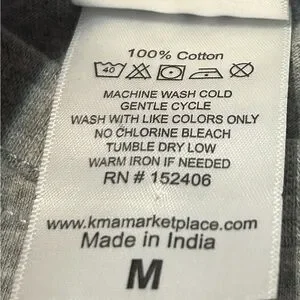 100% Cotton
40
MACHINE WASH COLD
GENTLE CYCLE
WASH WITH LIKE COLORS ONLY
NO CHLORINE BLEACH
TUMBLE DRY LOW
WARM IRON IF NEEDED
RN # 152406
www.kmamarketplace.com
Made in India
M